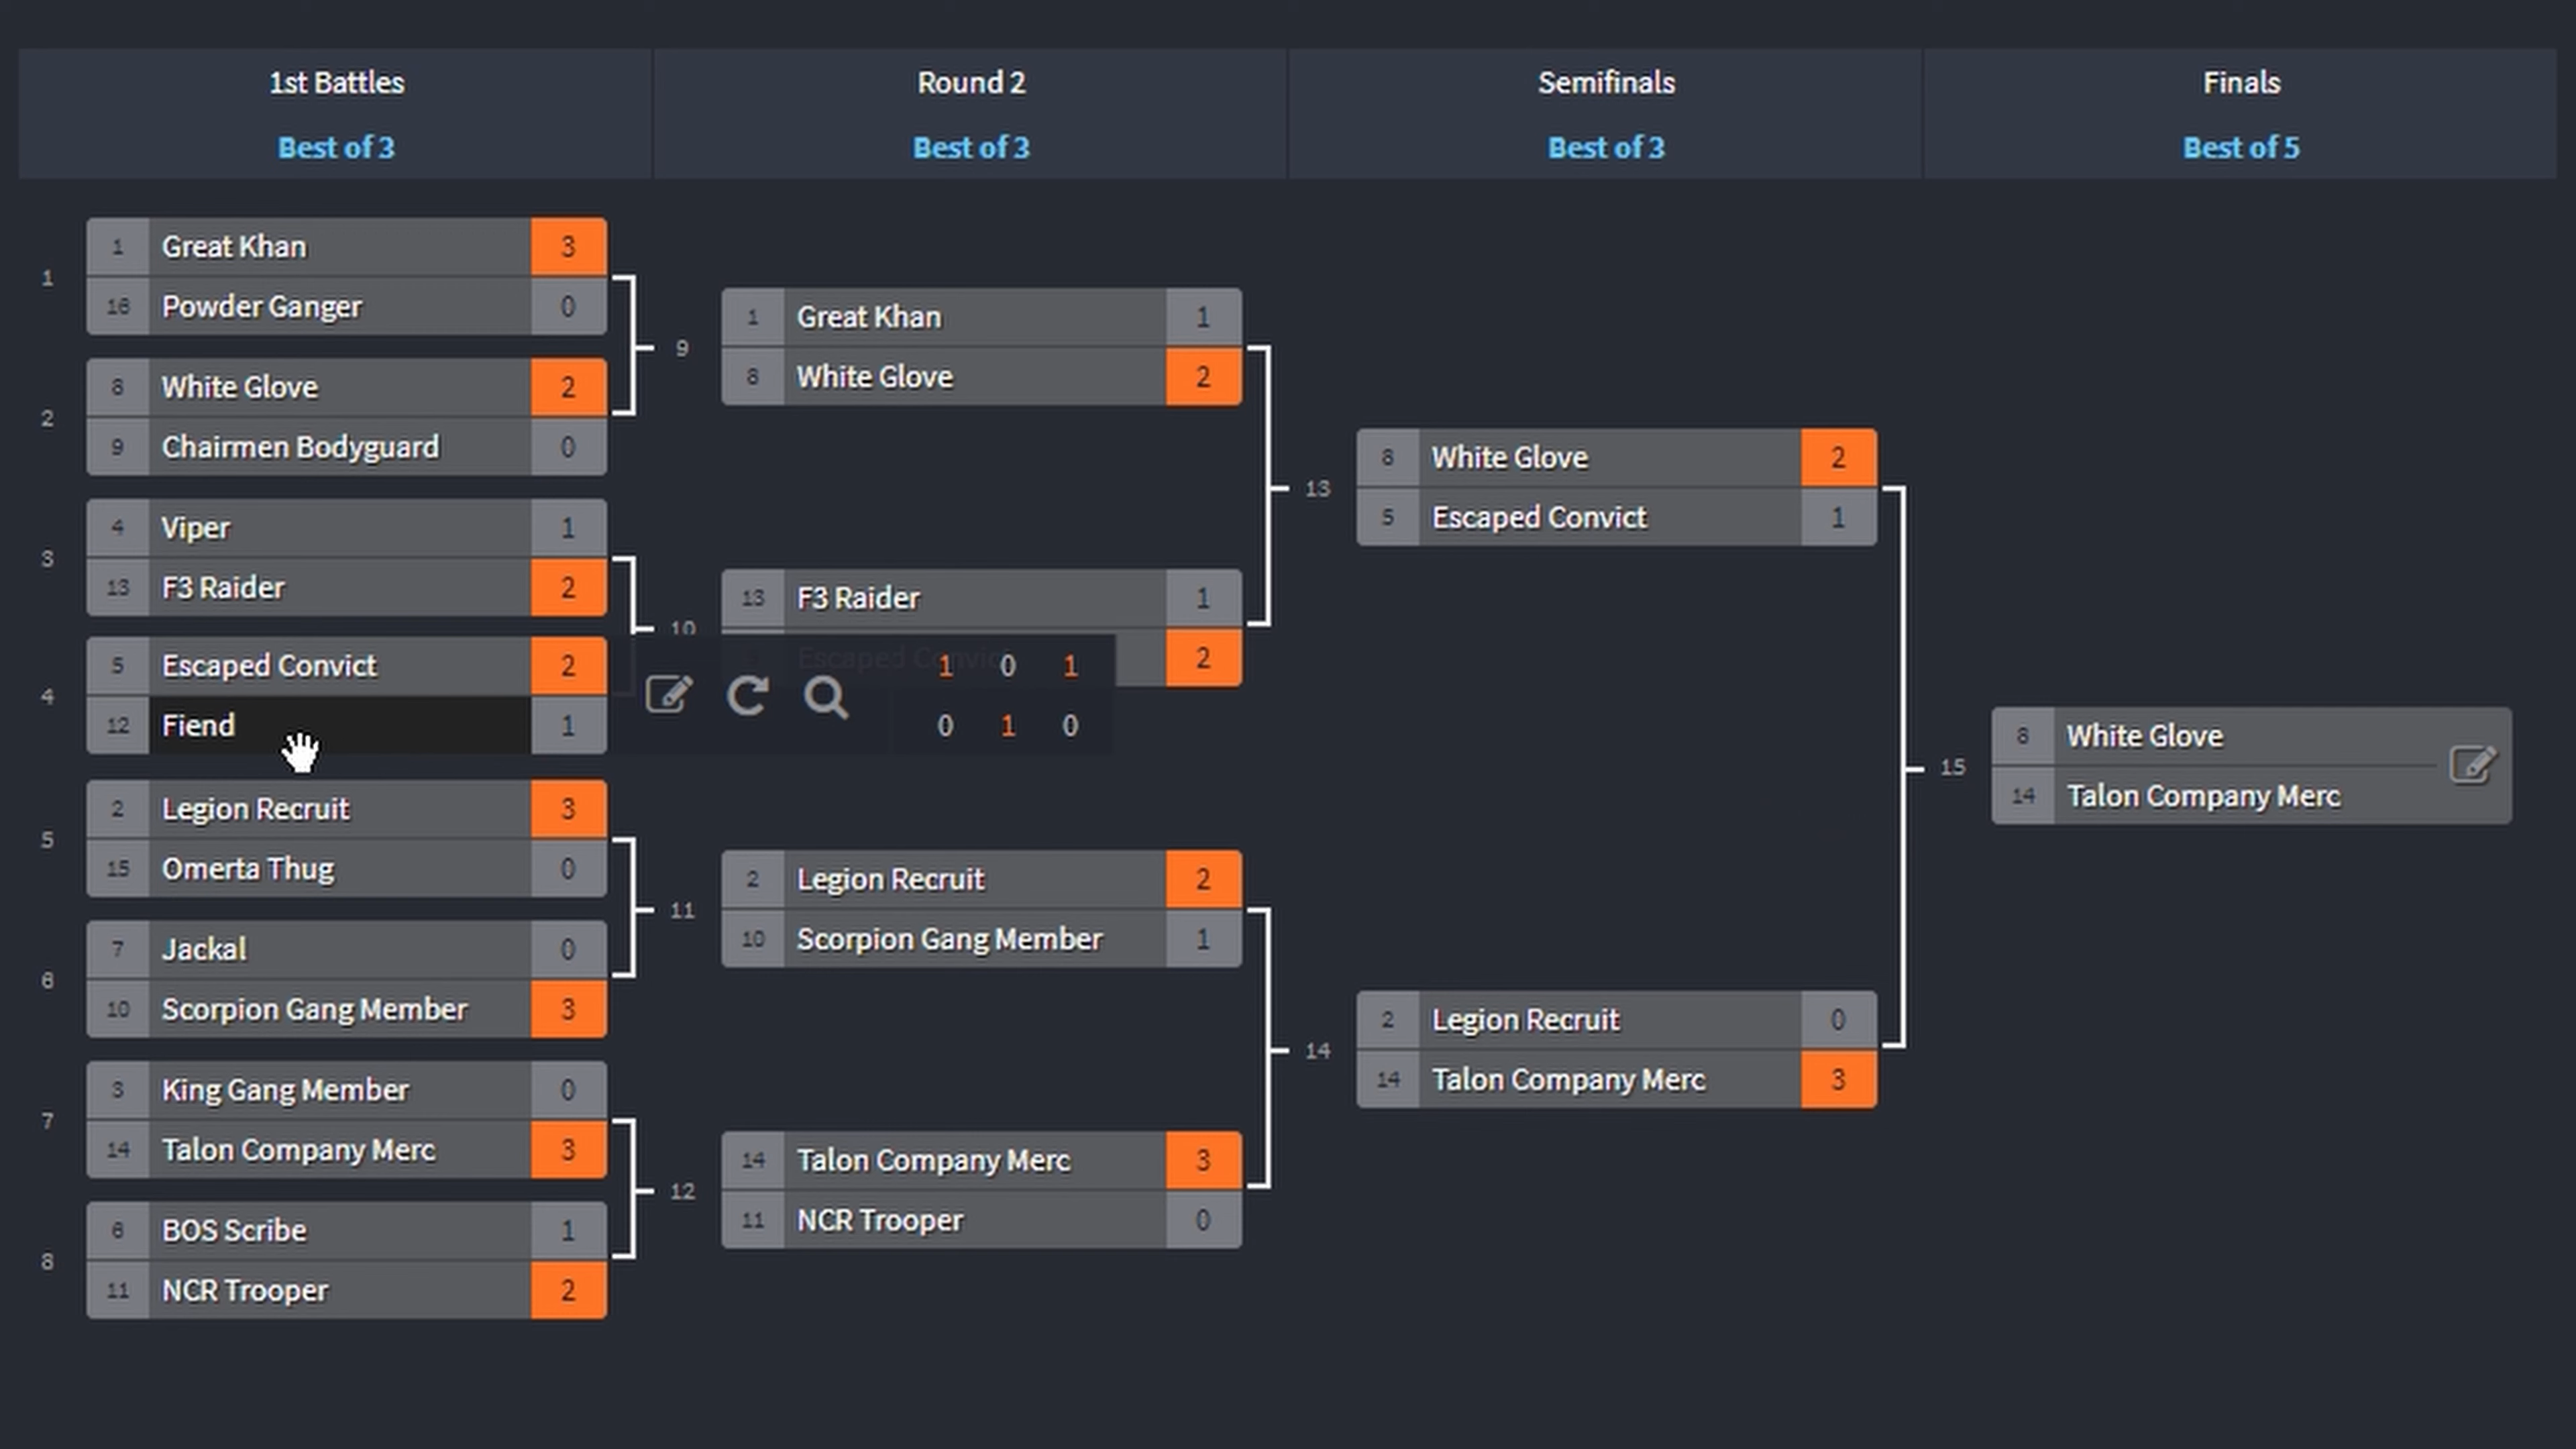 1st Battles
Best of 3
Round 2
Best of 3
Semifinals
Best of 3
Finals
Best of 5
1
1 Great Khan 3
16 Powder Ganger 0
2
8 White Glove 2
9 Chairmen Bodyguard 0
3
4 Viper 1
13 F3 Raider 2
4
5 Escaped Convict 2
12 Fiend 1
1 0 1
0 1 0
5
2 Legion Recruit 3
15 Omerta Thug 0
6
7 Jackal 0
10 Scorpion Gang Member 3
7
3 King Gang Member 0
14 Talon Company Merc 3
8
6 BOS Scribe 1
11 NCR Trooper 2
9
1 Great Khan 1
8 White Glove 2
10
13 F3 Raider 1
Escaped Convict 2
11
2 Legion Recruit 2
10 Scorpion Gang Member 1
12
14 Talon Company Merc 3
11 NCR Trooper 0
13
8 White Glove 2
5 Escaped Convict 1
14
2 Legion Recruit 0
14 Talon Company Merc 3
15
8 White Glove
14 Talon Company Merc